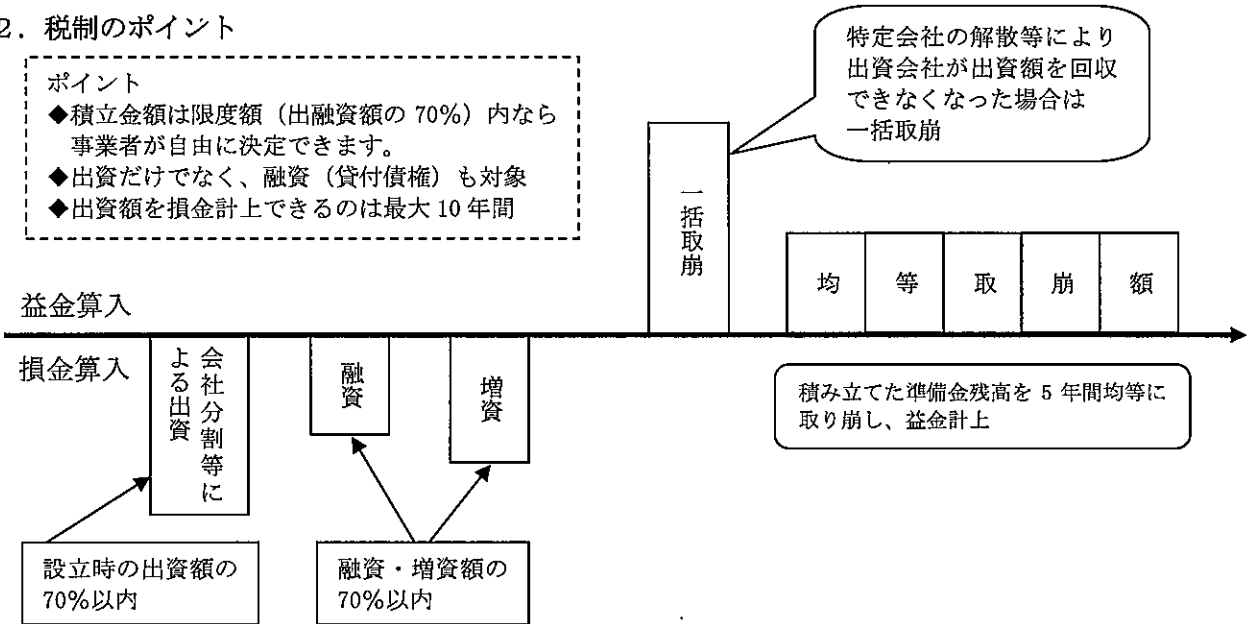 2．税制のポイント
ポイント
◆積立金額は限度額（出融資額の 70％）内なら
事業者が自由に決定できます。
◆出資だけでなく、融資（貸付債権）も対象
◆出資額を損金計上できるのは最大 10 年間
特定会社の解散等により
出資会社が出資額を回収
できなくなった場合は
一括取崩
一括取崩
均 等 取 崩 額
益金算入
損金算入
会社分割等に
よる出資
融資
増資
積み立てた準備金残高を 5 年間均等に
取り崩し、益金計上
設立時の出資額の
70％以内
融資・増資額の
70％以内